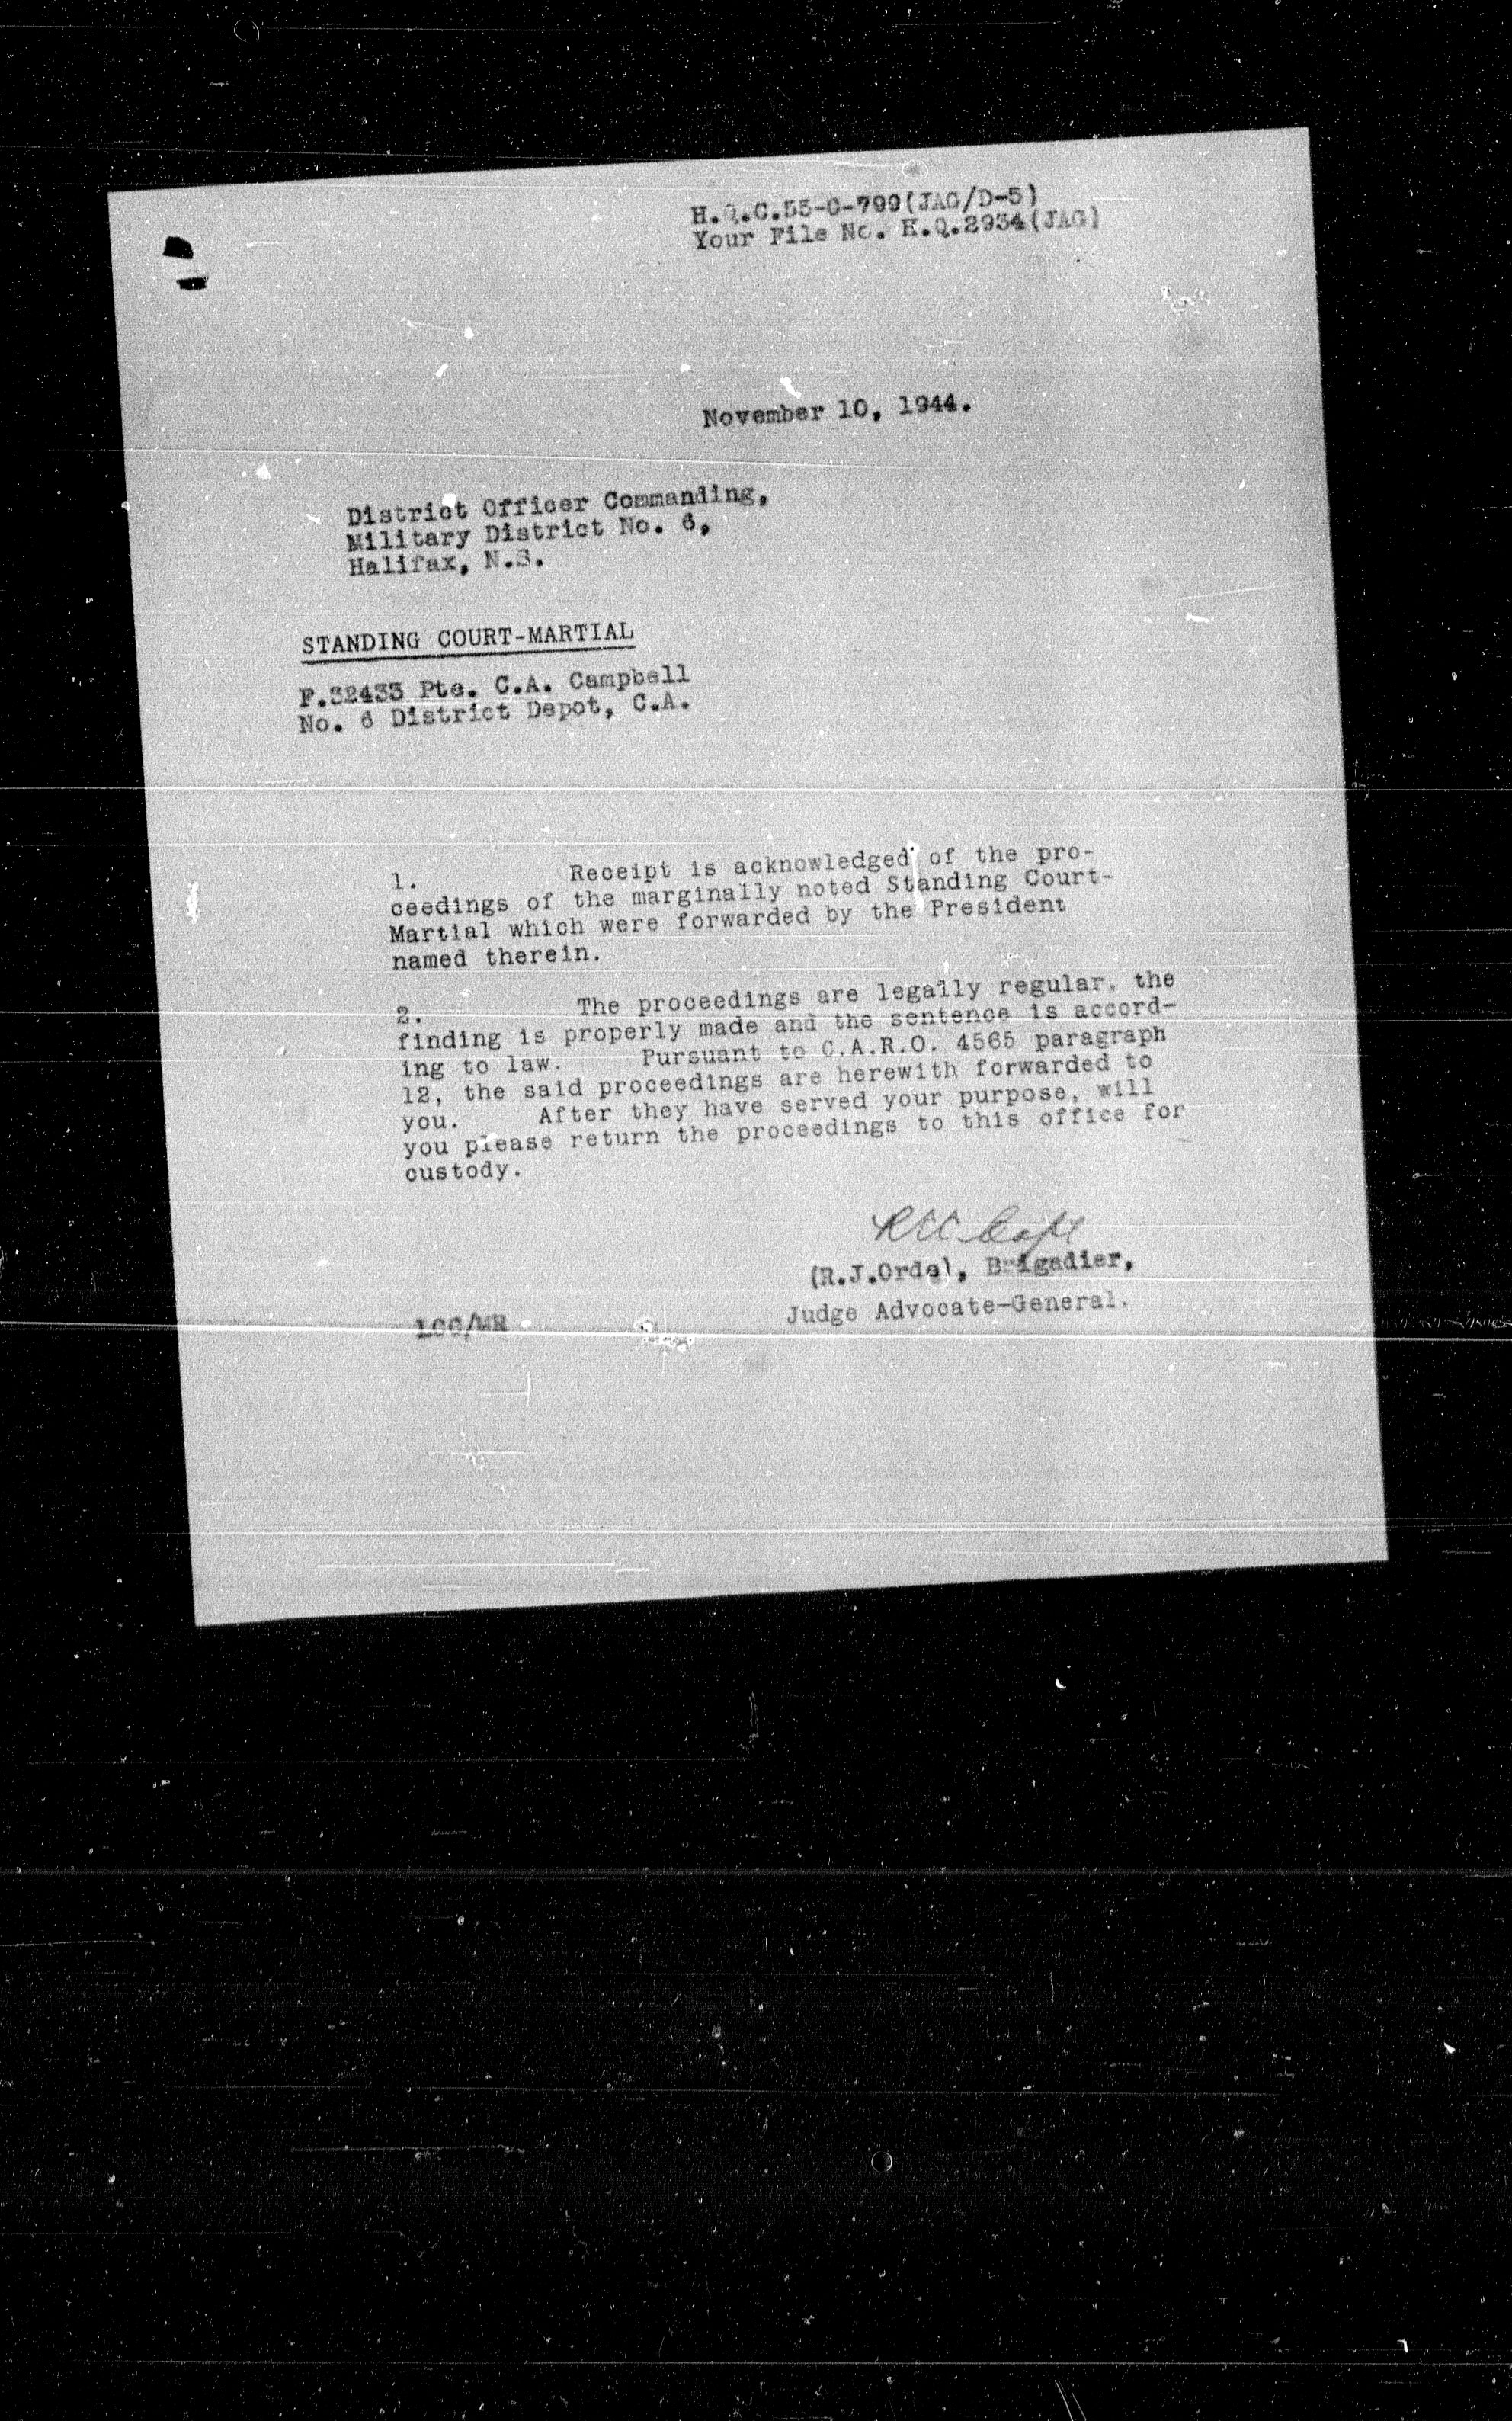 H.Q.C.55-C-799(JAG/D-5)
Your File No. H.Q.2934(JAG)
November 10, 1944.
District Officer Commanding,
Military District No. 6,
Halifax, N.S.
STANDING COURT-MARTIAL
F.32433 Pte. C.A. Campbell
No. 6 District Depot, C.A.
1. Receipt is acknowledged of the pro-
ceedings of the marginally noted Standing Court-
Martial which were forwarded by the President
named therein.
2. The proceedings are legally regular, the
finding is properly made and the sentence is accord-
ing to law. Pursuant to C.A.R.O. 4565 paragraph
12, the said proceedings are herewith forwarded to
you. After they have served your purpose, will
you please return the proceedings to this office for
custody.
(R.J.Orde), Brigadier,
Judge Advocate-General.